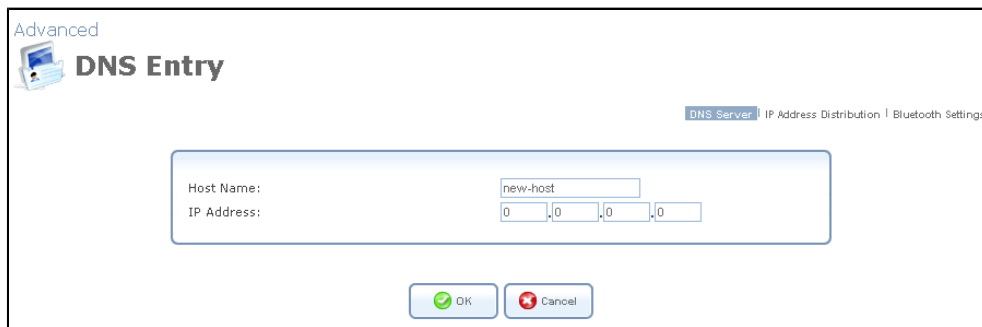 Advanced
DNS Entry
DNS Server | IP Address Distribution | Bluetooth Settings
Host Name: new-host
IP Address: 0 .0 .0 .0
OK Cancel